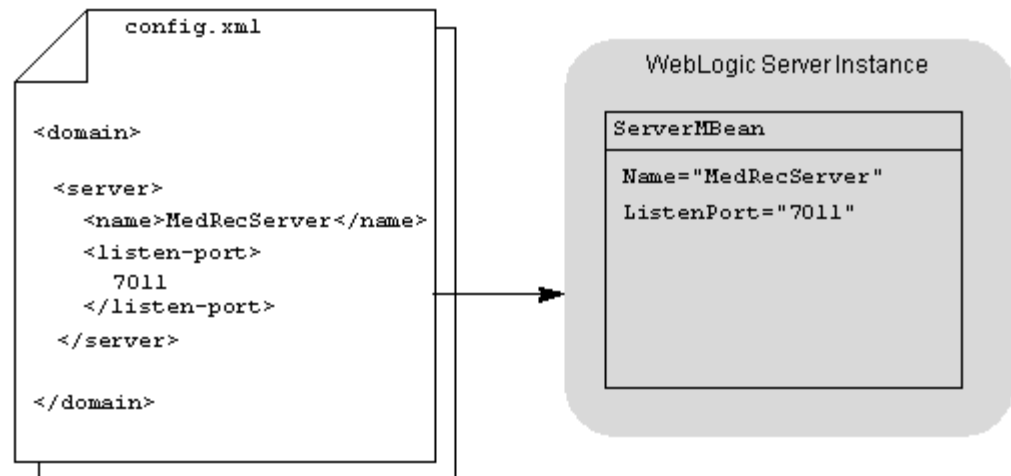 config.xml
<domain>
<server>
<name>MedRecServer</name>
<listen-port>
7011
</listen-port>
</server>
</domain>
WebLogic Server Instance
ServerMBean
Name="MedRecServer"
ListenPort="7011"